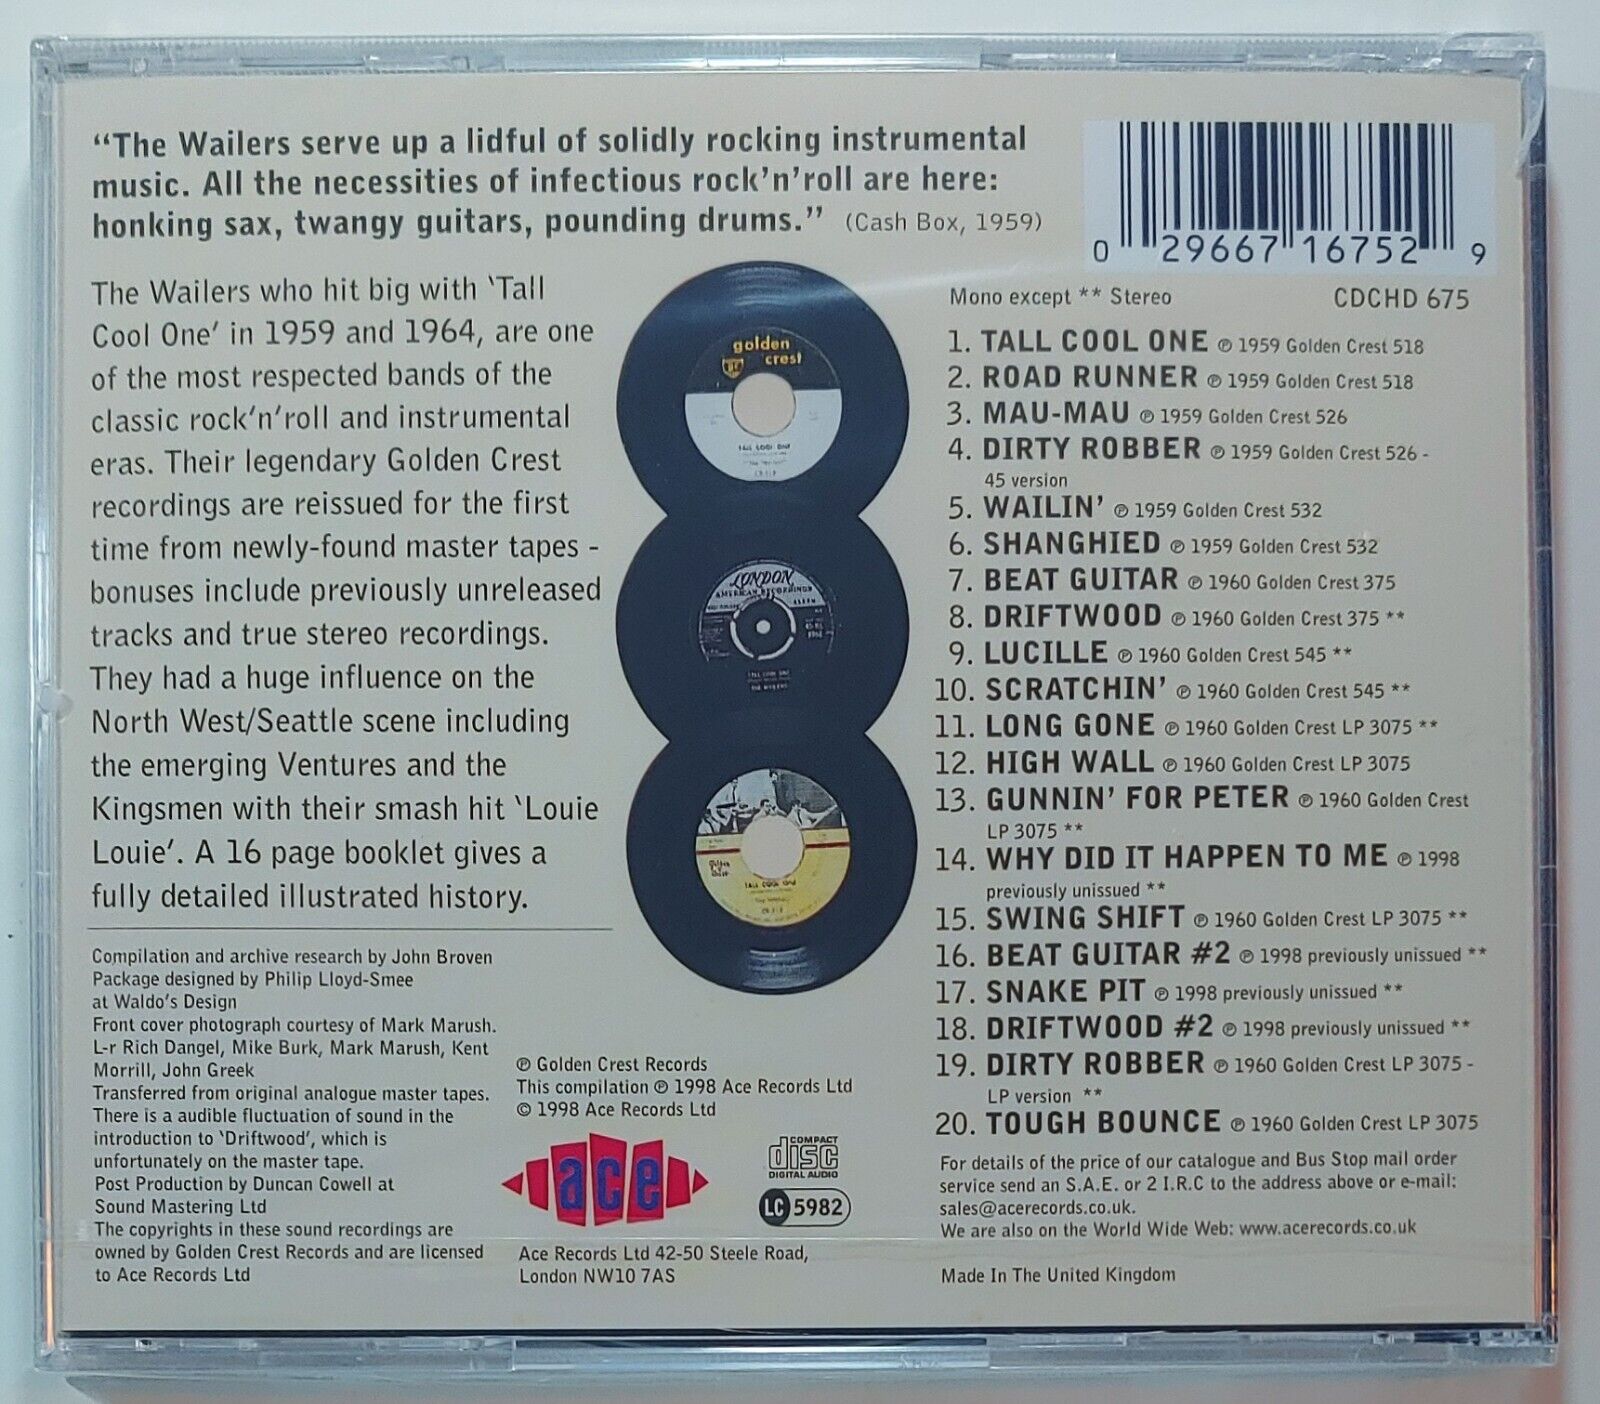 “The Wailers serve up a lidful of solidly rocking instrumental
music. All the necessities of infectious rock’n’roll are here:
honking sax, twangy guitars, pounding drums.” (Cash Box, 1959)
0 29667 16752 9
The Wailers who hit big with ‘Tall
Cool One’ in 1959 and 1964, are one
of the most respected bands of the
classic rock’n’roll and instrumental
eras. Their legendary Golden Crest
recordings are reissued for the first
time from newly-found master tapes -
bonuses include previously unreleased
tracks and true stereo recordings.
They had a huge influence on the
North West/Seattle scene including
the emerging Ventures and the
Kingsmen with their smash hit ‘Louie
Louie’. A 16 page booklet gives a
fully detailed illustrated history.
golden
crest
TALL COOL ONE
LONDON
AMERICAN RECORDINGS
TALL COOL ONE
TALL COOL ONE
Mono except ** Stereo CDCHD 675
1. TALL COOL ONE ℗ 1959 Golden Crest 518
2. ROAD RUNNER ℗ 1959 Golden Crest 518
3. MAU-MAU ℗ 1959 Golden Crest 526
4. DIRTY ROBBER ℗ 1959 Golden Crest 526 -
45 version
5. WAILIN’ ℗ 1959 Golden Crest 532
6. SHANGHIED ℗ 1959 Golden Crest 532
7. BEAT GUITAR ℗ 1960 Golden Crest 375
8. DRIFTWOOD ℗ 1960 Golden Crest 375 **
9. LUCILLE ℗ 1960 Golden Crest 545 **
10. SCRATCHIN’ ℗ 1960 Golden Crest 545 **
11. LONG GONE ℗ 1960 Golden Crest LP 3075 **
12. HIGH WALL ℗ 1960 Golden Crest LP 3075
13. GUNNIN’ FOR PETER ℗ 1960 Golden Crest
LP 3075 **
14. WHY DID IT HAPPEN TO ME ℗ 1998
previously unissued **
15. SWING SHIFT ℗ 1960 Golden Crest LP 3075 **
16. BEAT GUITAR #2 ℗ 1998 previously unissued **
17. SNAKE PIT ℗ 1998 previously unissued **
18. DRIFTWOOD #2 ℗ 1998 previously unissued **
19. DIRTY ROBBER ℗ 1960 Golden Crest LP 3075 -
LP version **
20. TOUGH BOUNCE ℗ 1960 Golden Crest LP 3075
Compilation and archive research by John Broven
Package designed by Philip Lloyd-Smee
at Waldo’s Design
Front cover photograph courtesy of Mark Marush.
L-r Rich Dangel, Mike Burk, Mark Marush, Kent
Morrill, John Greek
Transferred from original analogue master tapes.
There is a audible fluctuation of sound in the
introduction to ‘Driftwood’, which is
unfortunately on the master tape.
Post Production by Duncan Cowell at
Sound Mastering Ltd
The copyrights in these sound recordings are
owned by Golden Crest Records and are licensed
to Ace Records Ltd
℗ Golden Crest Records
This compilation ℗ 1998 Ace Records Ltd
© 1998 Ace Records Ltd
ace
COMPACT
disc
DIGITAL AUDIO
LC 5982
Ace Records Ltd 42-50 Steele Road,
London NW10 7AS
For details of the price of our catalogue and Bus Stop mail order
service send an S.A.E. or 2 I.R.C to the address above or e-mail:
sales@acerecords.co.uk.
We are also on the World Wide Web: www.acerecords.co.uk
Made In The United Kingdom